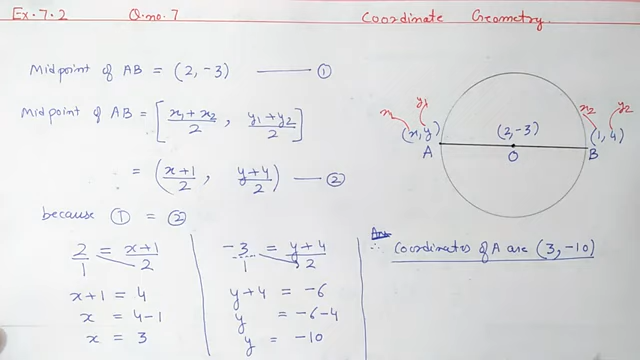 Ex.7.2 Q.no.7 Coordinate Geometry.
Midpoint of AB = (2,-3) ——— ①
Midpoint of AB = [x₁+x₂/2 , y₁+y₂/2]
= (x+1/2 , y+4/2) — ②
because ① = ②
2/1 = x+1/2
x+1 = 4
x = 4-1
x = 3
-3/1 = y+4/2
y+4 = -6
y = -6-4
y = -10
x₁ y₁
(x,y)
A
(2,-3)
O
x₂ y₂
(1,4)
B
Ans
∴ Coordinates of A are (3,-10)